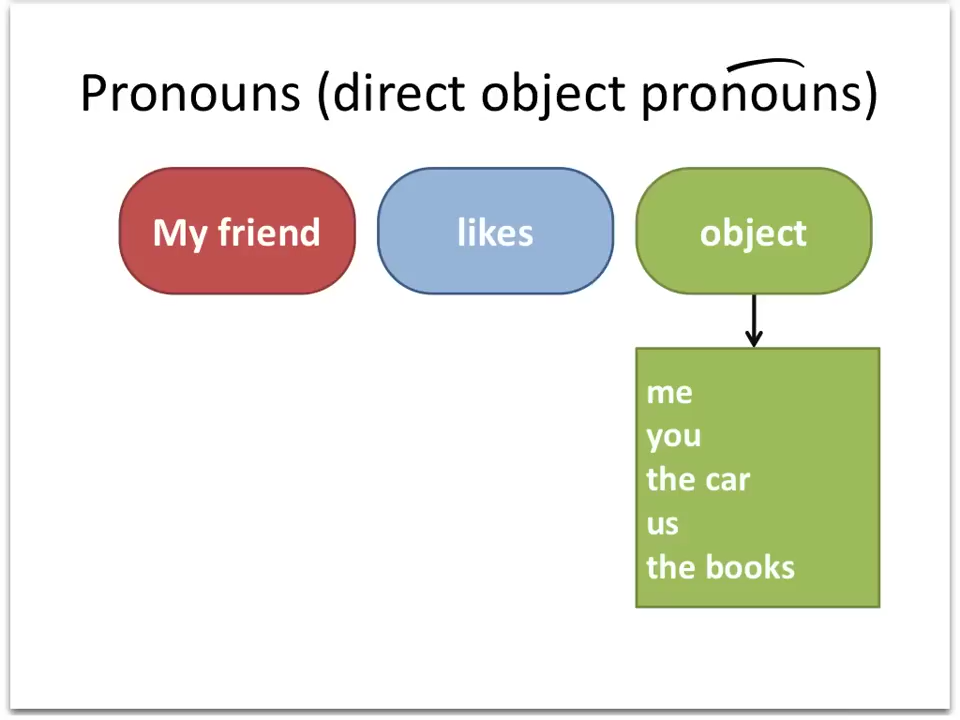 Pronouns (direct object pronouns)
My friend likes object
me
you
the car
us
the books